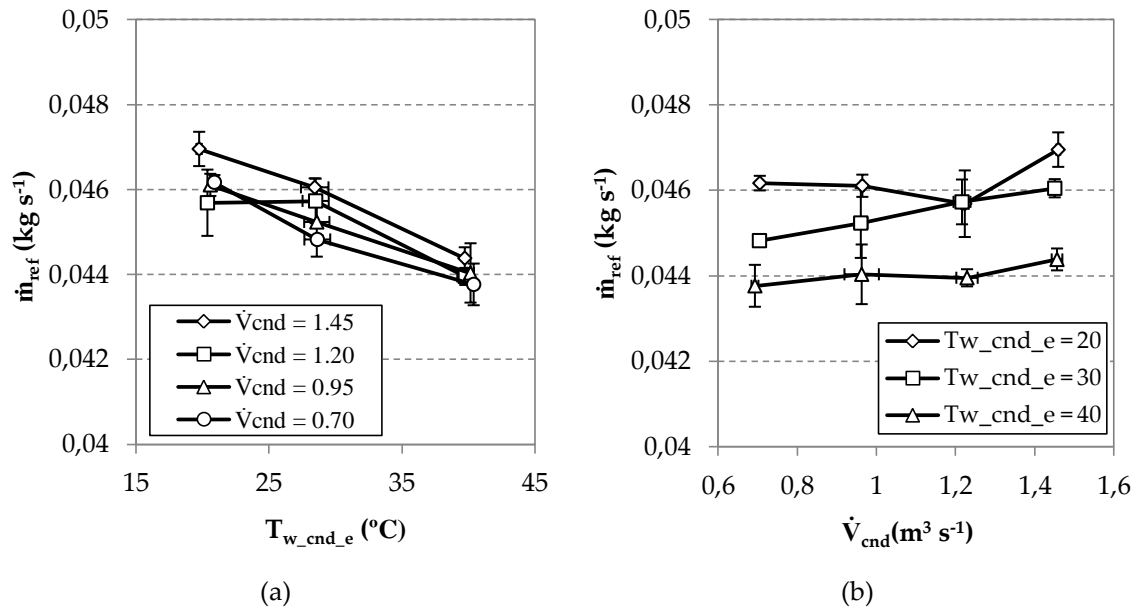 0,05
0,048
0,046
0,044
0,042
0,04
ṁref (kg s-1)
V̇cnd = 1.45
V̇cnd = 1.20
V̇cnd = 0.95
V̇cnd = 0.70
15 25 35 45
Tw_cnd_e (ºC)
(a)
0,05
0,048
0,046
0,044
0,042
0,04
ṁref (kg s-1)
Tw_cnd_e = 20
Tw_cnd_e = 30
Tw_cnd_e = 40
0,6 0,8 1 1,2 1,4 1,6
V̇cnd(m³ s-1)
(b)